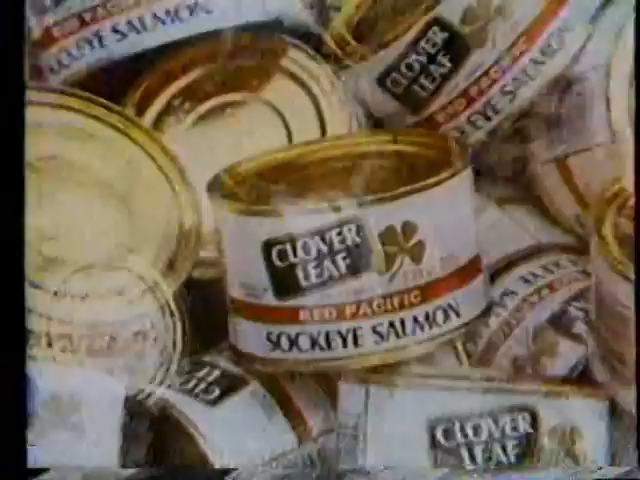 SOCKEYE SALMON
CLOVER
LEAF
RED PACIFIC
SOCKEYE SALMON
CLOVER
LEAF
RED PACIFIC
SOCKEYE SALMON
CLOVER
LEAF